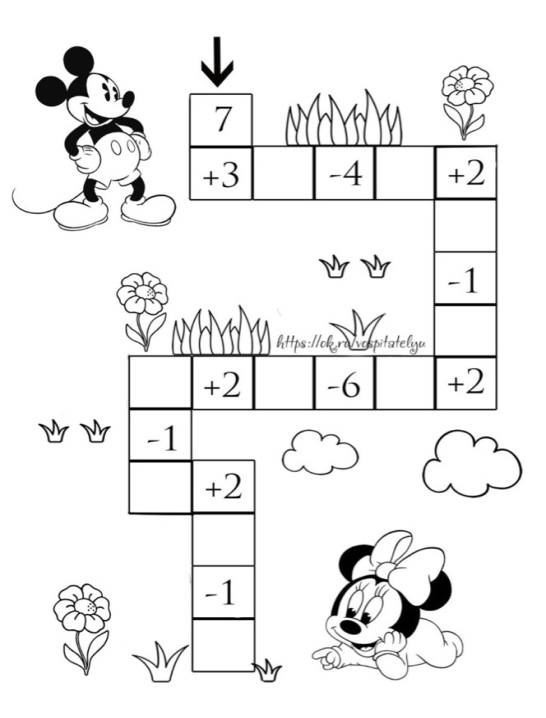 7
+3 -4 +2
-1
https://ok.ru/vospitatelyu
+2 -6 +2
-1
+2
-1